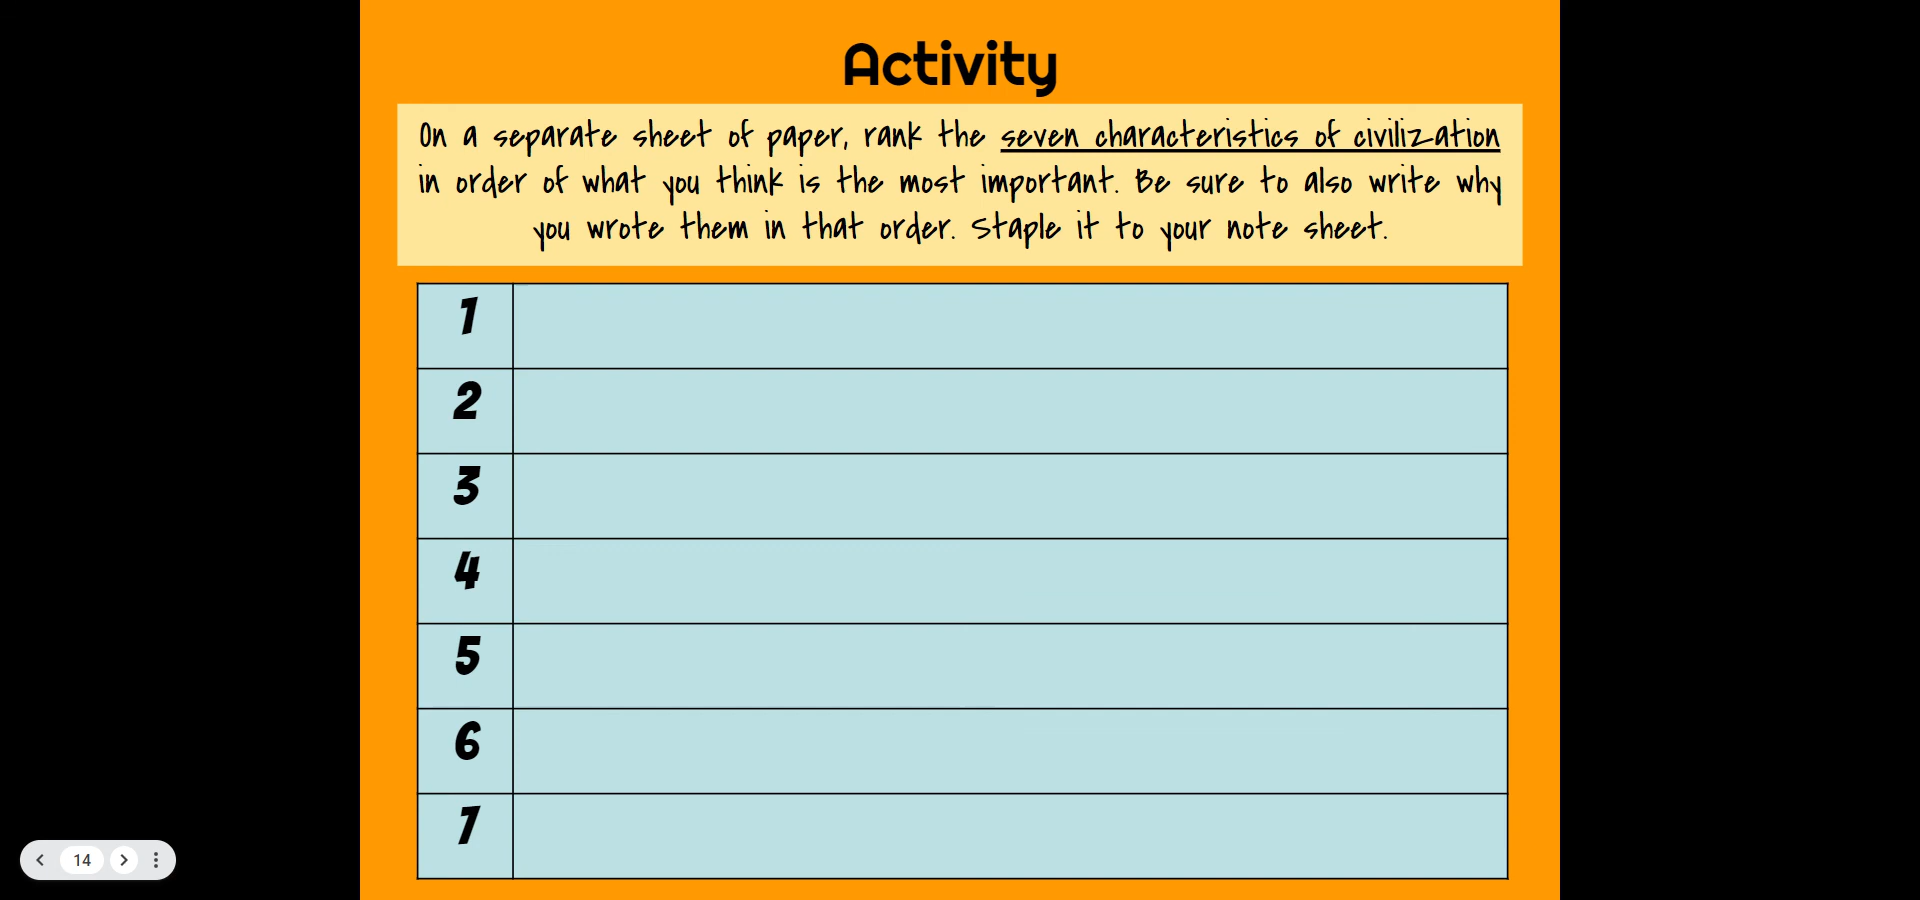 Activity
On a separate sheet of paper, rank the seven characteristics of civilization
in order of what you think is the most important. Be sure to also write why
you wrote them in that order. Staple it to your note sheet.
1
2
3
4
5
6
7
14